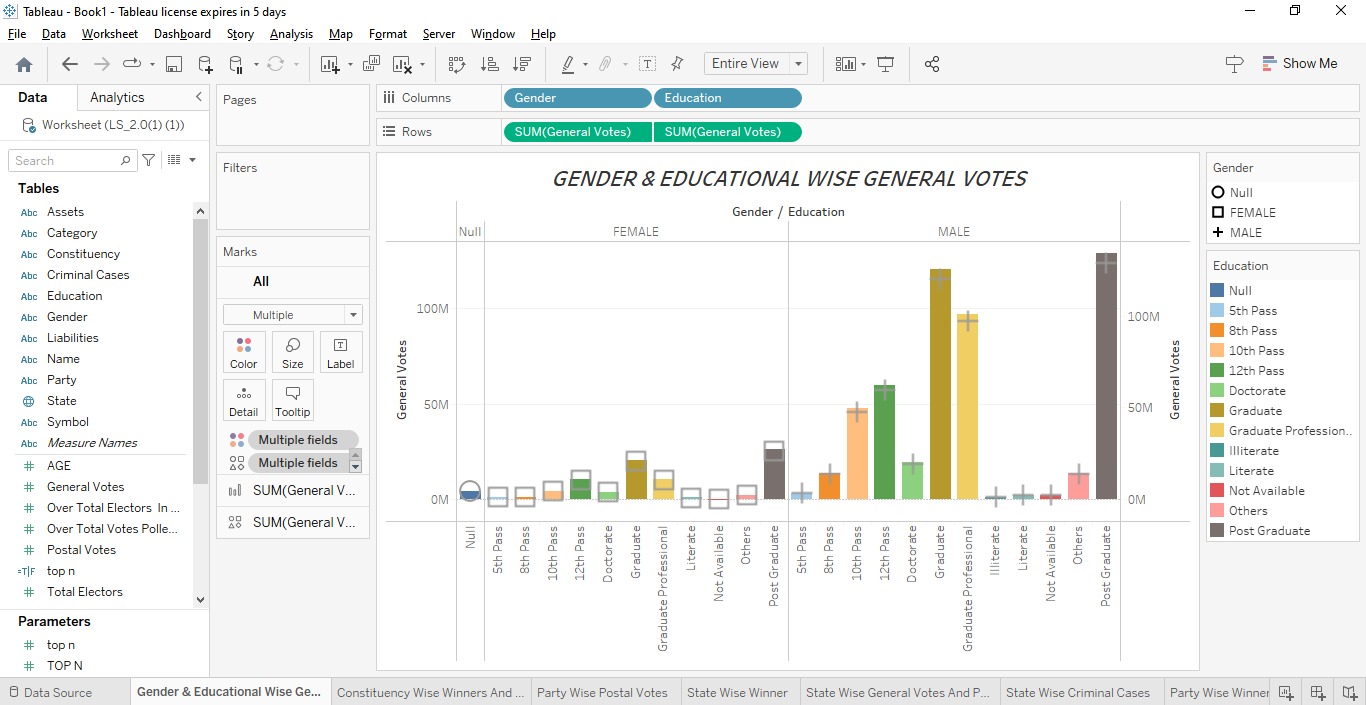 Tableau - Book1 - Tableau license expires in 5 days
File Data Worksheet Dashboard Story Analysis Map Format Server Window Help
Entire View
Show Me
Data Analytics
Worksheet (LS_2.0(1) (1))
Search
Tables
Abc Assets
Abc Category
Abc Constituency
Abc Criminal Cases
Abc Education
Abc Gender
Abc Liabilities
Abc Name
Abc Party
State
Abc Symbol
Abc Measure Names
# AGE
# General Votes
# Over Total Electors In ...
# Over Total Votes Polle...
# Postal Votes
=T|F top n
# Total Electors
Parameters
# top n
# TOP N
Pages
Filters
Marks
All
Multiple
Color Size Label
Detail Tooltip
Multiple fields
Multiple fields
SUM(General V...
SUM(General V...
Columns Gender Education
Rows SUM(General Votes) SUM(General Votes)
GENDER & EDUCATIONAL WISE GENERAL VOTES
Gender / Education
Null FEMALE MALE
General Votes
100M
50M
0M
Null
5th Pass
8th Pass
10th Pass
12th Pass
Doctorate
Graduate
Graduate Professional
Literate
Not Available
Others
Post Graduate
5th Pass
8th Pass
10th Pass
12th Pass
Doctorate
Graduate
Graduate Professional
Illiterate
Literate
Not Available
Others
Post Graduate
100M
50M
0M
General Votes
Gender
Null
FEMALE
MALE
Education
Null
5th Pass
8th Pass
10th Pass
12th Pass
Doctorate
Graduate
Graduate Profession..
Illiterate
Literate
Not Available
Others
Post Graduate
Data Source Gender & Educational Wise Ge... Constituency Wise Winners And ... Party Wise Postal Votes State Wise Winner State Wise General Votes And P... State Wise Criminal Cases Party Wise Winner